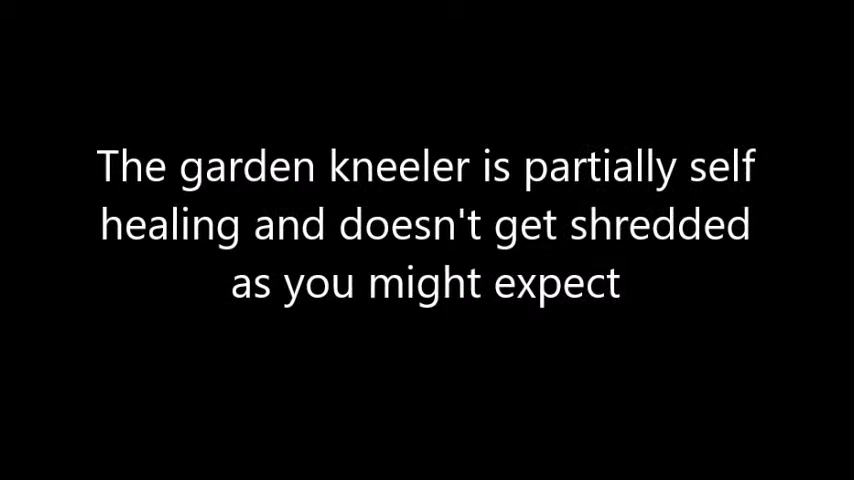 The garden kneeler is partially self
healing and doesn't get shredded
as you might expect